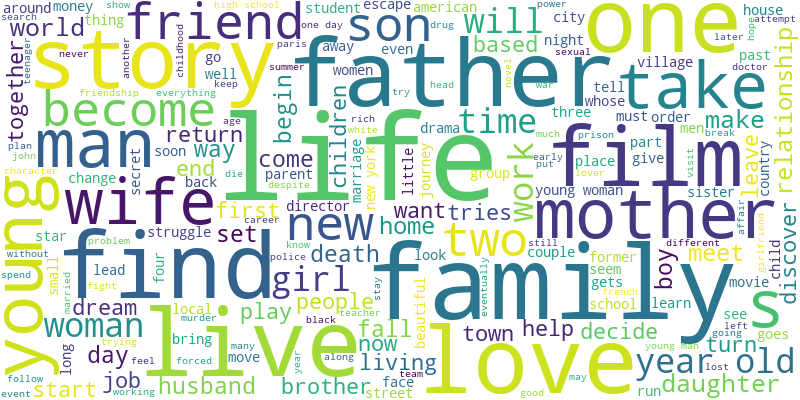 around
money
show
high school
thing
search
friend
son
student
escape
american
power
city
attempt
one
later
house
world
childhood
one day
drug
paris
will
based
hope
past
never
another
go
away
even
night
village
sexual
doctor
story
teenager
well
summer
women
father
tell
take
friendship
everything
keep
try
head
novel
war
whose
together
become
begin
age
rich
white
three
must
order
make
relationship
plan
john
man
return
children
drama
much
prison
men
break
time
secret
soon
way
life
marriage
little
early
part
film
visit
leave
country
character
change
end
come
die
parent
new york
journey
work
put
place
give
despite
back
group
young woman
lover
sister
young
wife
first
career
director
want
tries
mother
affair
girlfriend
discover
star
struggle
set
new
home
two
still
couple
former
different
meet
child
without
problem
know
death
look
boy
spend
small
find
police
girl
family
seem
movie
fight
lead
four
stay
eventually
gets
french
school
learn
s
married
dream
local
play
people
beautiful
see
woman
murder
black
teacher
fall
town
help
decide
left
going
goes
trying
many
bring
live
now
love
young man
turn
day
feel
forced
move
year
along
living
may
year
lost
old
long
follow
job
husband
brother
team
face
run
daughter
event
start
working
street
good